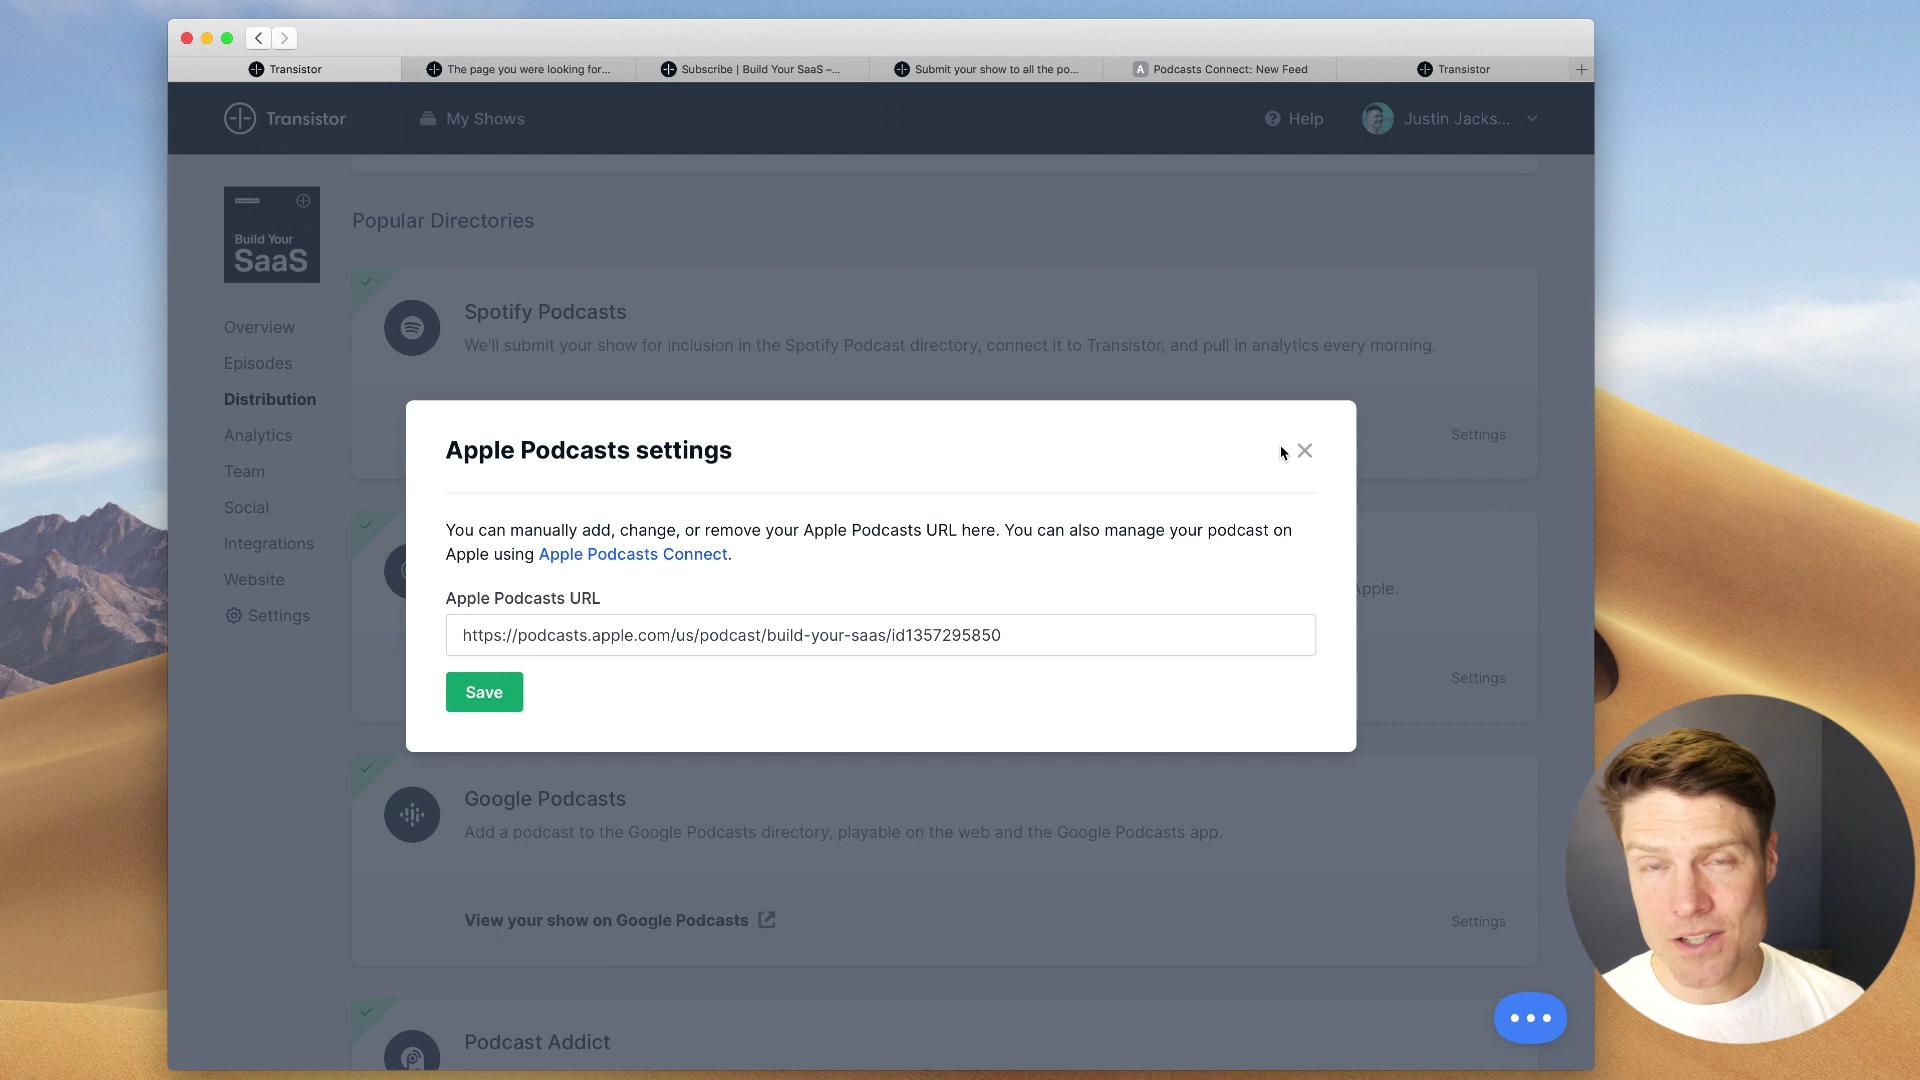 Transistor
The page you were looking for...
Subscribe | Build Your SaaS –...
Submit your show to all the po...
A
Podcasts Connect: New Feed
Transistor
Transistor
My Shows
Help
Justin Jacks...
Build Your
SaaS
Popular Directories
Spotify Podcasts
We'll submit your show for inclusion in the Spotify Podcast directory, connect it to Transistor, and pull in analytics every morning.
Settings
Overview
Episodes
Distribution
Analytics
Team
Social
Integrations
Website
Settings
Apple Podcasts settings
You can manually add, change, or remove your Apple Podcasts URL here. You can also manage your podcast on
Apple using Apple Podcasts Connect.
Apple Podcasts URL
https://podcasts.apple.com/us/podcast/build-your-saas/id1357295850
Save
Apple.
Settings
Google Podcasts
Add a podcast to the Google Podcasts directory, playable on the web and the Google Podcasts app.
View your show on Google Podcasts
Settings
Podcast Addict